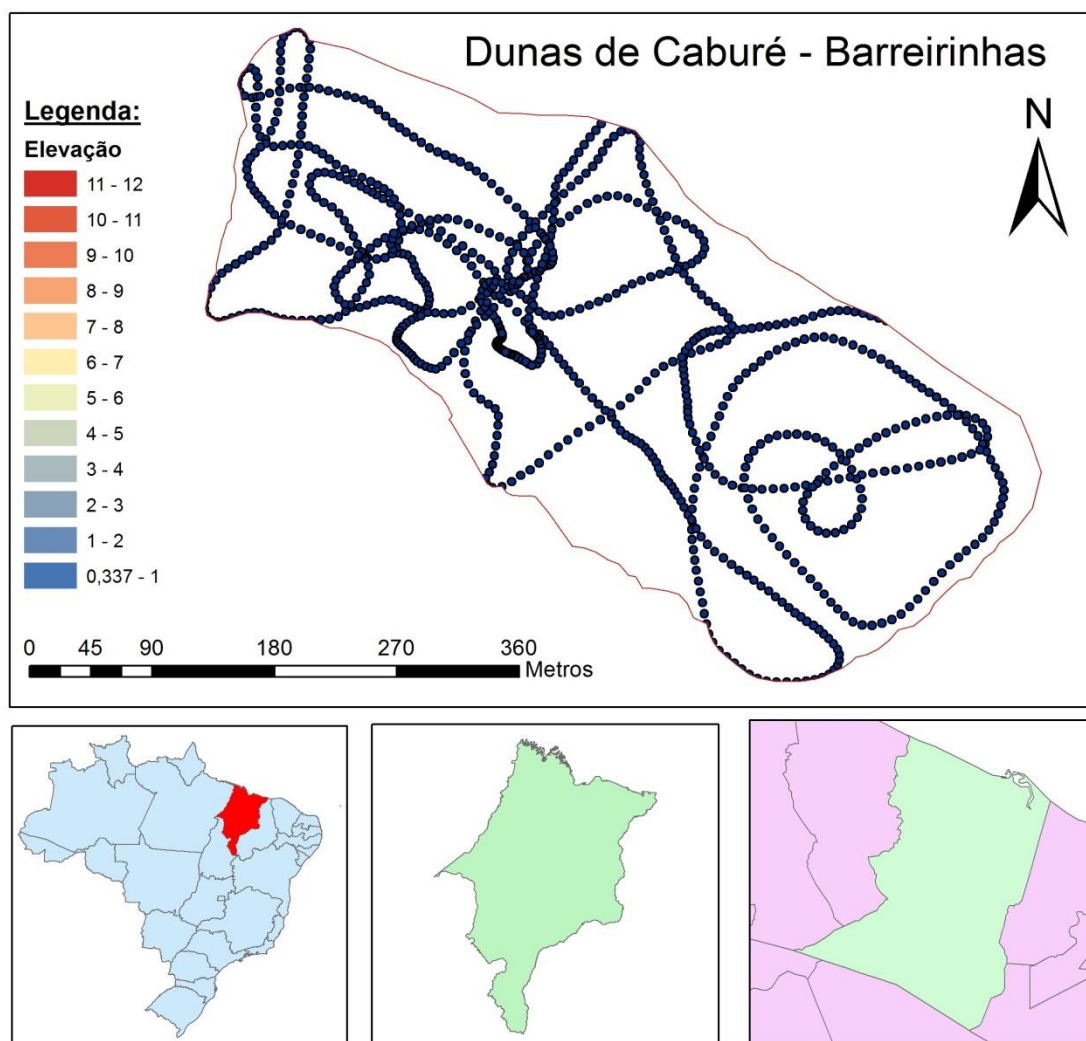 Dunas de Caburé - Barreirinhas
N
Legenda:
Elevação
11 - 12
10 - 11
9 - 10
8 - 9
7 - 8
6 - 7
5 - 6
4 - 5
3 - 4
2 - 3
1 - 2
0,337 - 1
0 45 90 180 270 360
Metros